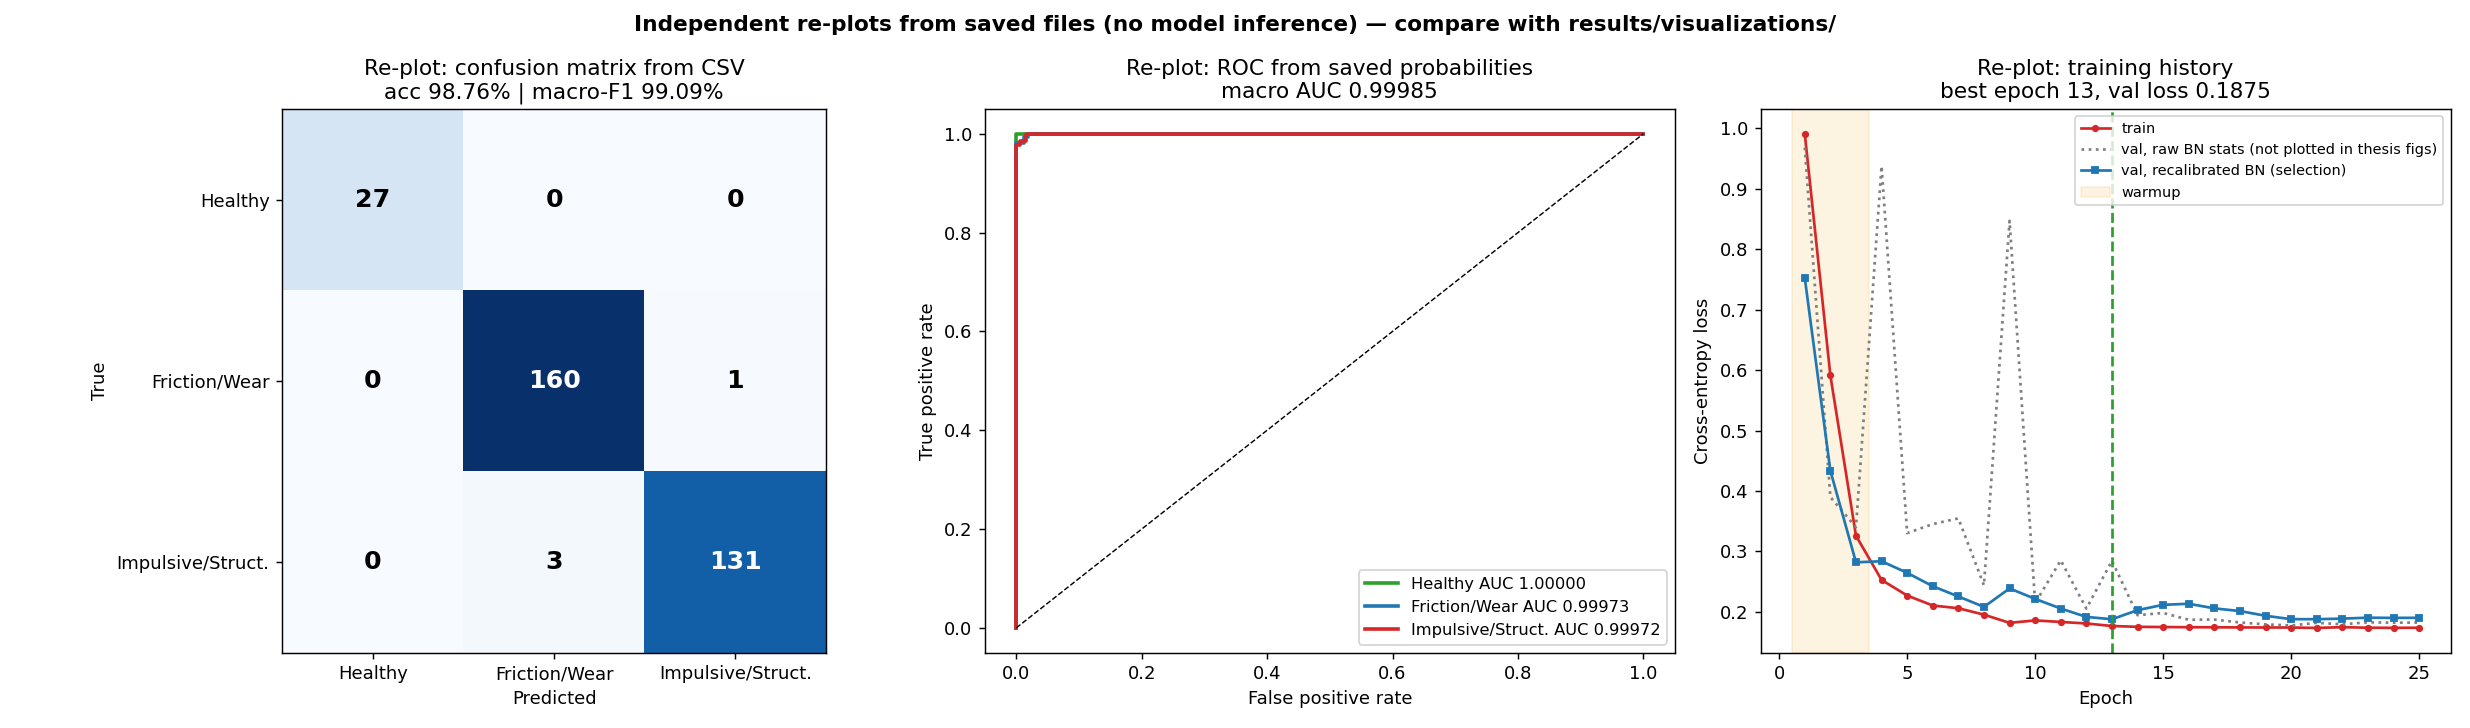 Independent re-plots from saved files (no model inference) — compare with results/visualizations/
Re-plot: confusion matrix from CSV
acc 98.76% | macro-F1 99.09%
True
Healthy
Friction/Wear
Impulsive/Struct.
27
0
0
0
160
1
0
3
131
Healthy
Friction/Wear
Impulsive/Struct.
Predicted
Re-plot: ROC from saved probabilities
macro AUC 0.99985
True positive rate
1.0
0.8
0.6
0.4
0.2
0.0
Healthy AUC 1.00000
Friction/Wear AUC 0.99973
Impulsive/Struct. AUC 0.99972
0.0
0.2
0.4
0.6
0.8
1.0
False positive rate
Re-plot: training history
best epoch 13, val loss 0.1875
Cross-entropy loss
1.0
0.9
0.8
0.7
0.6
0.5
0.4
0.3
0.2
train
val, raw BN stats (not plotted in thesis figs)
val, recalibrated BN (selection)
warmup
0
5
10
15
20
25
Epoch